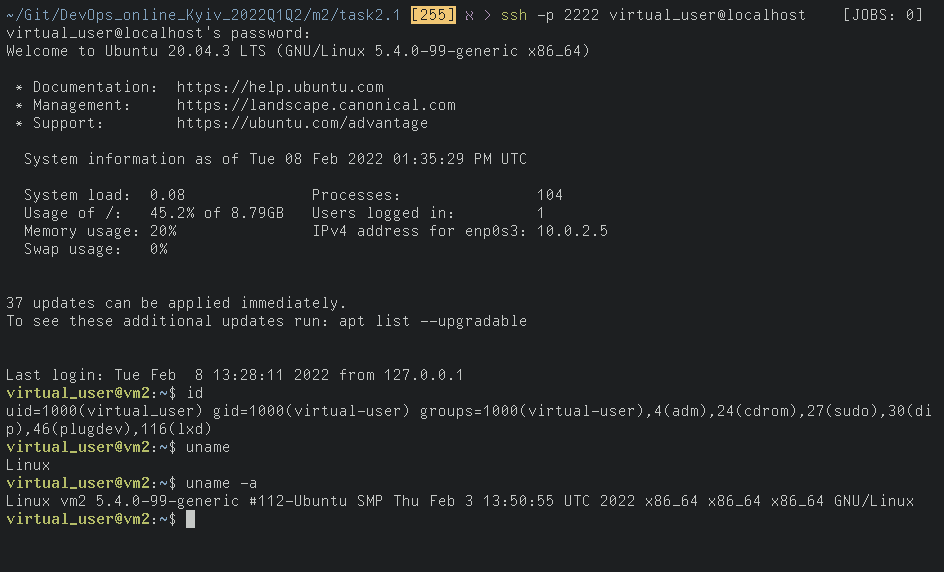 ~/Git/DevOps_online_Kyiv_2022Q1Q2/m2/task2.1 [255] ℵ > ssh -p 2222 virtual_user@localhost [JOBS: 0]
virtual_user@localhost's password:
Welcome to Ubuntu 20.04.3 LTS (GNU/Linux 5.4.0-99-generic x86_64)
* Documentation: https://help.ubuntu.com
* Management: https://landscape.canonical.com
* Support: https://ubuntu.com/advantage
System information as of Tue 08 Feb 2022 01:35:29 PM UTC
System load: 0.08 Processes: 104
Usage of /: 45.2% of 8.79GB Users logged in: 1
Memory usage: 20% IPv4 address for enp0s3: 10.0.2.5
Swap usage: 0%
37 updates can be applied immediately.
To see these additional updates run: apt list --upgradable
Last login: Tue Feb  8 13:28:11 2022 from 127.0.0.1
virtual_user@vm2:~$ id
uid=1000(virtual_user) gid=1000(virtual-user) groups=1000(virtual-user),4(adm),24(cdrom),27(sudo),30(di
p),46(plugdev),116(lxd)
virtual_user@vm2:~$ uname
Linux
virtual_user@vm2:~$ uname -a
Linux vm2 5.4.0-99-generic #112-Ubuntu SMP Thu Feb 3 13:50:55 UTC 2022 x86_64 x86_64 x86_64 GNU/Linux
virtual_user@vm2:~$